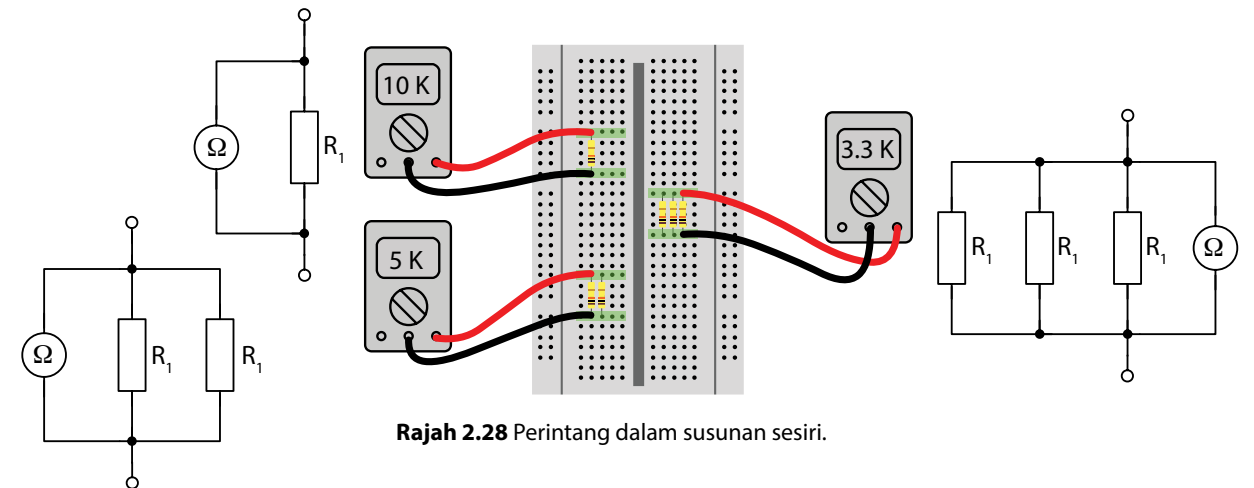 10 K
Ω
R1
5 K
Ω
R1
R1
3.3 K
R1
R1
R1
Ω
Rajah 2.28 Perintang dalam susunan sesiri.